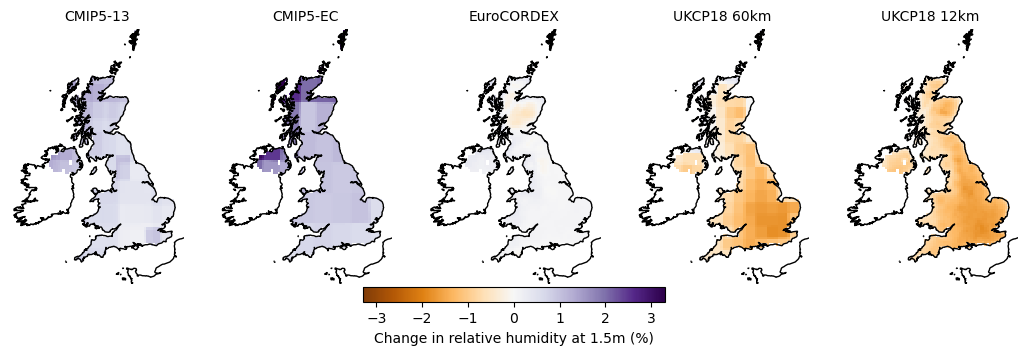 CMIP5-13 CMIP5-EC EuroCORDEX UKCP18 60km UKCP18 12km
−3 −2 −1 0 1 2 3
Change in relative humidity at 1.5m (%)